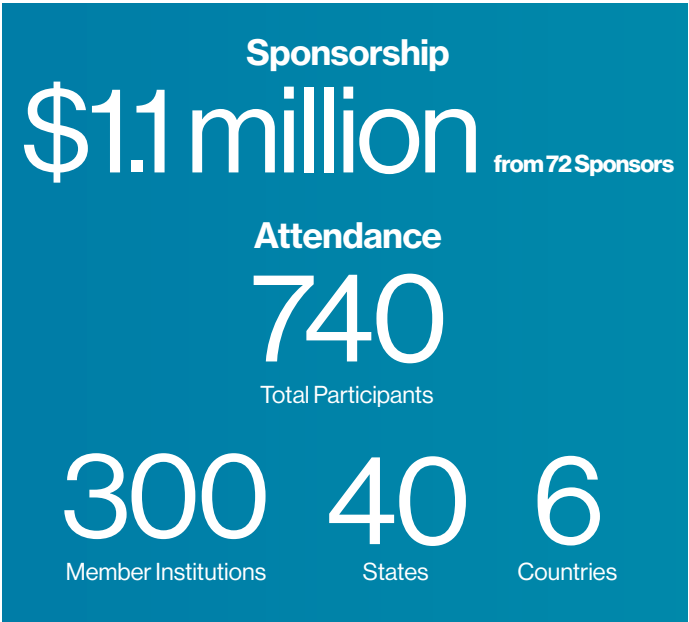 Sponsorship
$1.1 million from 72 Sponsors
Attendance
740
Total Participants
300 40 6
Member Institutions States Countries